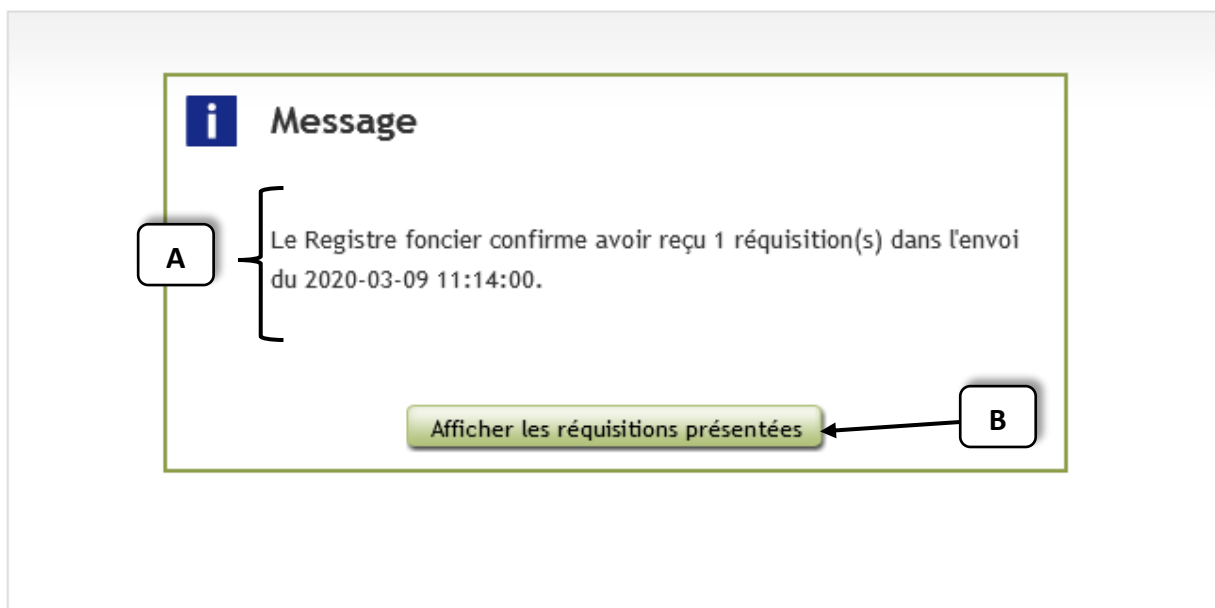 i Message
A
Le Registre foncier confirme avoir reçu 1 réquisition(s) dans l'envoi
du 2020-03-09 11:14:00.
Afficher les réquisitions présentées
B